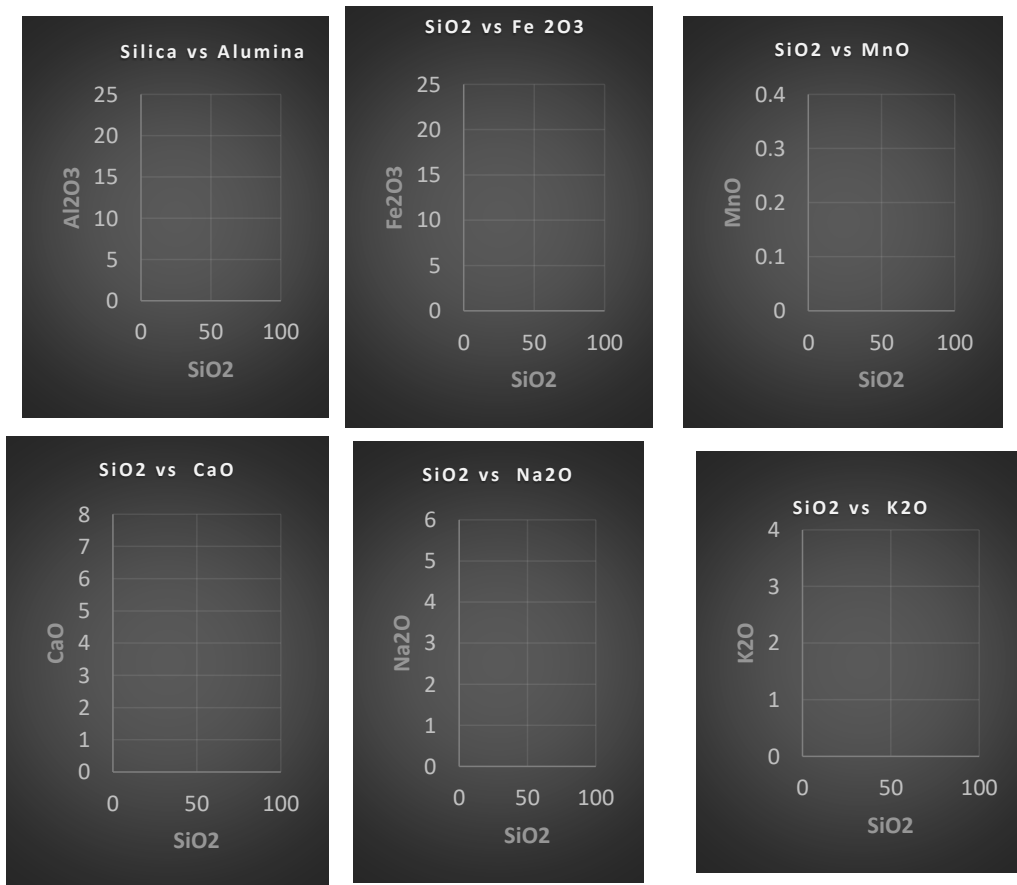 Silica vs Alumina
25
20
15
10
5
0
Al2O3
0 50 100
SiO2
SiO2 vs Fe 2O3
25
20
15
10
5
0
Fe2O3
0 50 100
SiO2
SiO2 vs MnO
0.4
0.3
0.2
0.1
0
MnO
0 50 100
SiO2
SiO2 vs CaO
8
7
6
5
4
3
2
1
0
CaO
0 50 100
SiO2
SiO2 vs Na2O
6
5
4
3
2
1
0
Na2O
0 50 100
SiO2
SiO2 vs K2O
4
3
2
1
0
K2O
0 50 100
SiO2